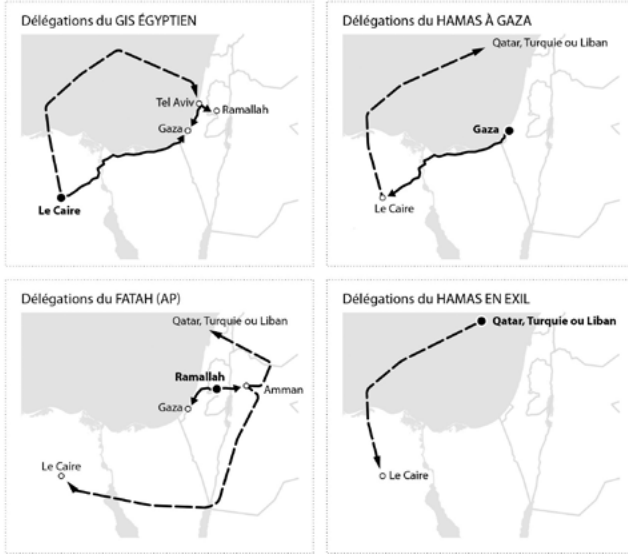 Délégations du GIS ÉGYPTIEN
Tel Aviv
Ramallah
Gaza
Le Caire
Délégations du HAMAS À GAZA
Qatar, Turquie ou Liban
Gaza
Le Caire
Délégations du FATAH (AP)
Qatar, Turquie ou Liban
Ramallah
Amman
Gaza
Le Caire
Délégations du HAMAS EN EXIL
Qatar, Turquie ou Liban
Le Caire